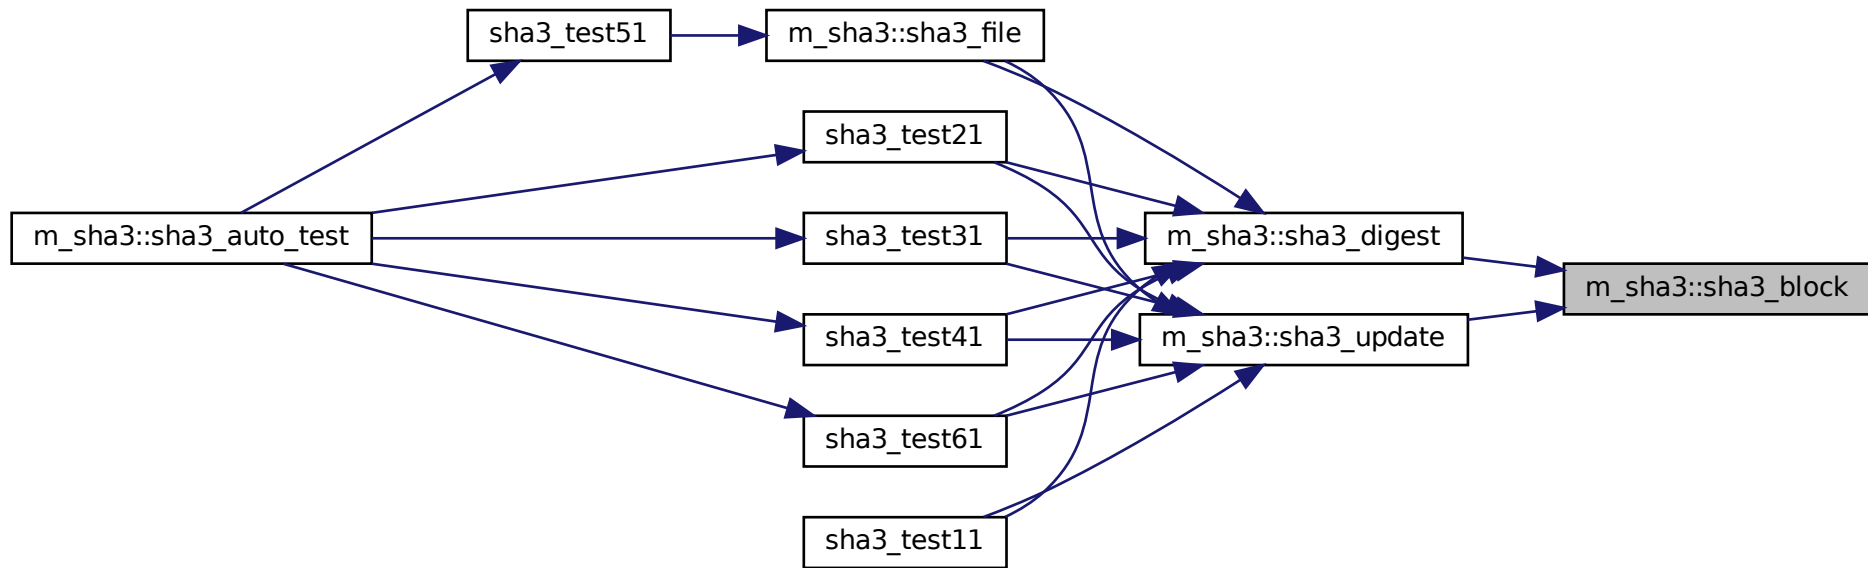 sha3_test51
m_sha3::sha3_file
sha3_test21
m_sha3::sha3_auto_test
sha3_test31
m_sha3::sha3_digest
m_sha3::sha3_block
sha3_test41
m_sha3::sha3_update
sha3_test61
sha3_test11